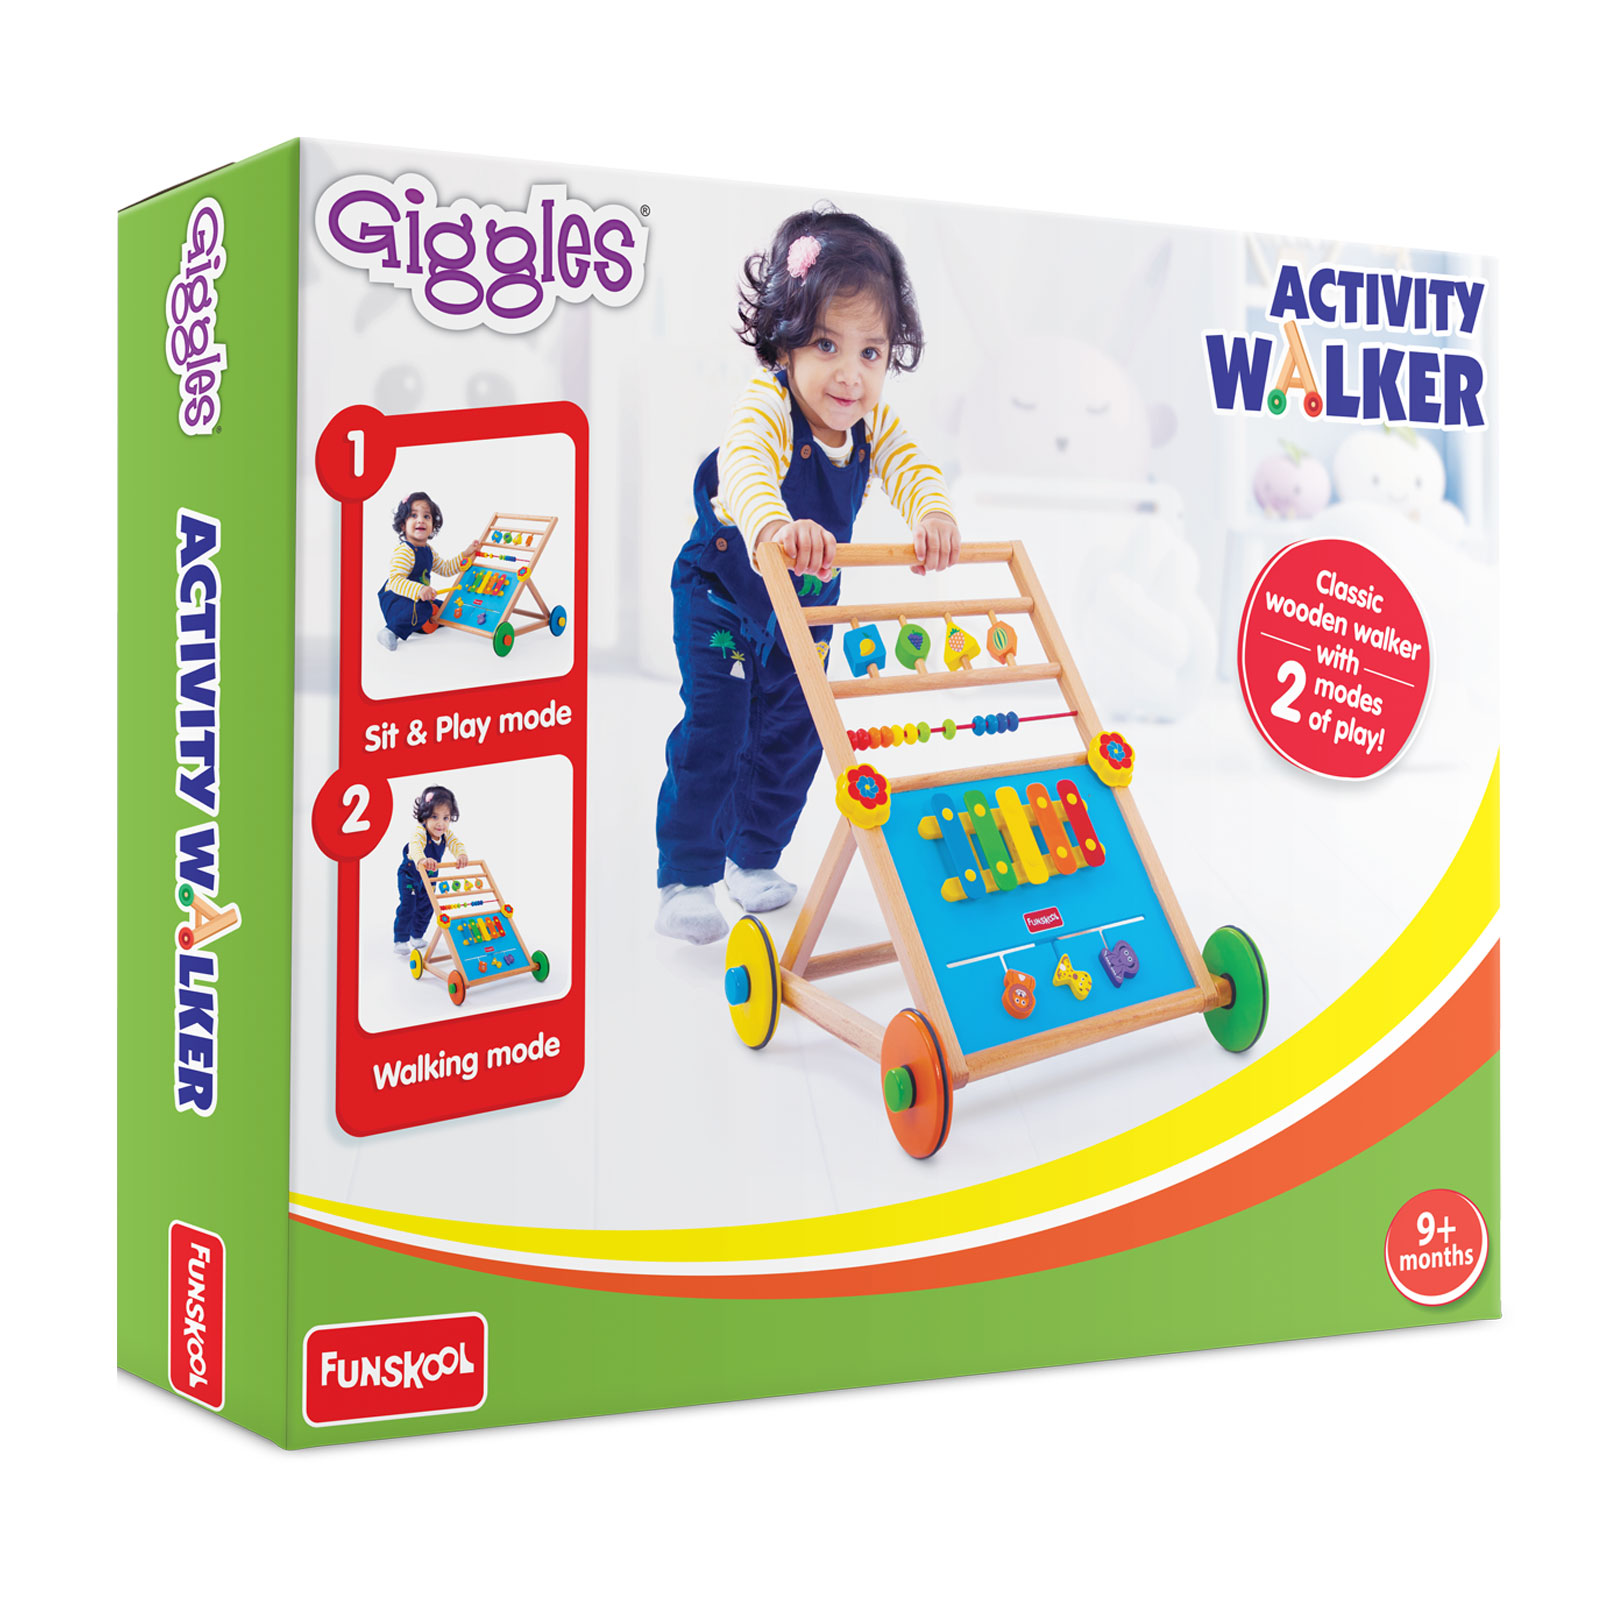 Giggles®
ACTIVITY
WALKER
1
Sit & Play mode
2
Walking mode
Classic
wooden walker
with
2 modes
of play!
FUNSKOOL
9+
months
FUNSKOOL
Giggles®
ACTIVITY WALKER
FUNSKOOL